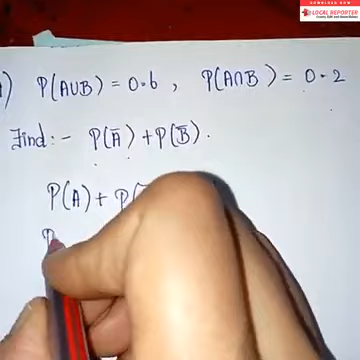 LOCAL REPORTER
) P(A∪B) = 0.6 , P(A∩B) = 0.2
Find :- P(A̅) + P(B̅).
P(A) + P(
P